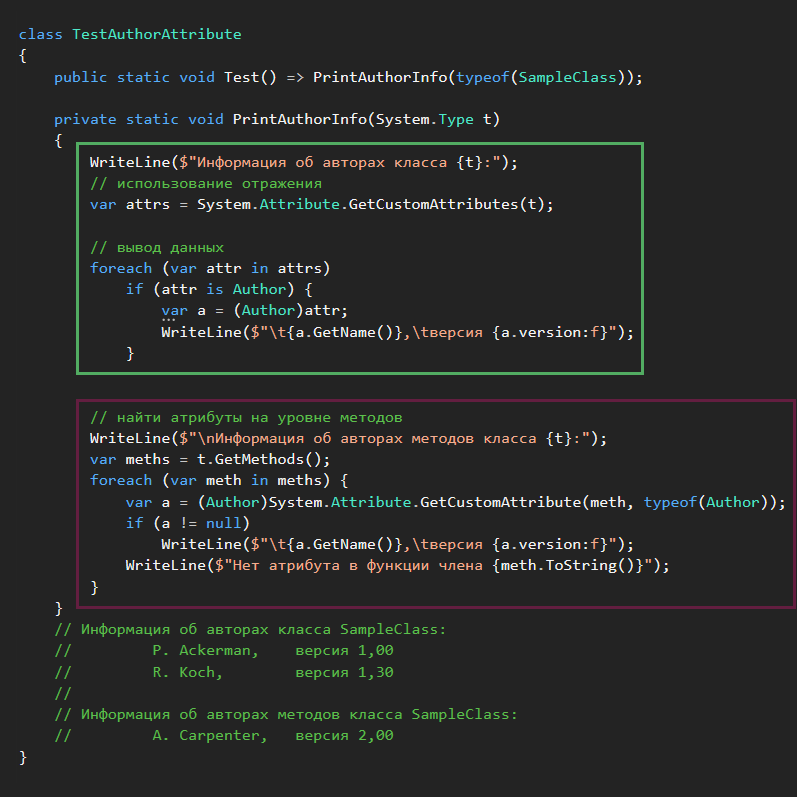 class TestAuthorAttribute
{
    public static void Test() => PrintAuthorInfo(typeof(SampleClass));

    private static void PrintAuthorInfo(System.Type t)
    {
        WriteLine($"Информация об авторах класса {t}:");
        // использование отражения
        var attrs = System.Attribute.GetCustomAttributes(t);

        // вывод данных
        foreach (var attr in attrs)
            if (attr is Author) {
                var a = (Author)attr;
                WriteLine($"\t{a.GetName()},\tверсия {a.version:f}");
            }

        // найти атрибуты на уровне методов
        WriteLine($"\nИнформация об авторах методов класса {t}:");
        var meths = t.GetMethods();
        foreach (var meth in meths) {
            var a = (Author)System.Attribute.GetCustomAttribute(meth, typeof(Author));
            if (a != null)
                WriteLine($"\t{a.GetName()},\tверсия {a.version:f}");
            WriteLine($"Нет атрибута в функции члена {meth.ToString()}");
        }
    }
    // Информация об авторах класса SampleClass:
    //         P. Ackerman,    версия 1,00
    //         R. Koch,        версия 1,30
    //
    // Информация об авторах методов класса SampleClass:
    //         A. Carpenter,   версия 2,00
}